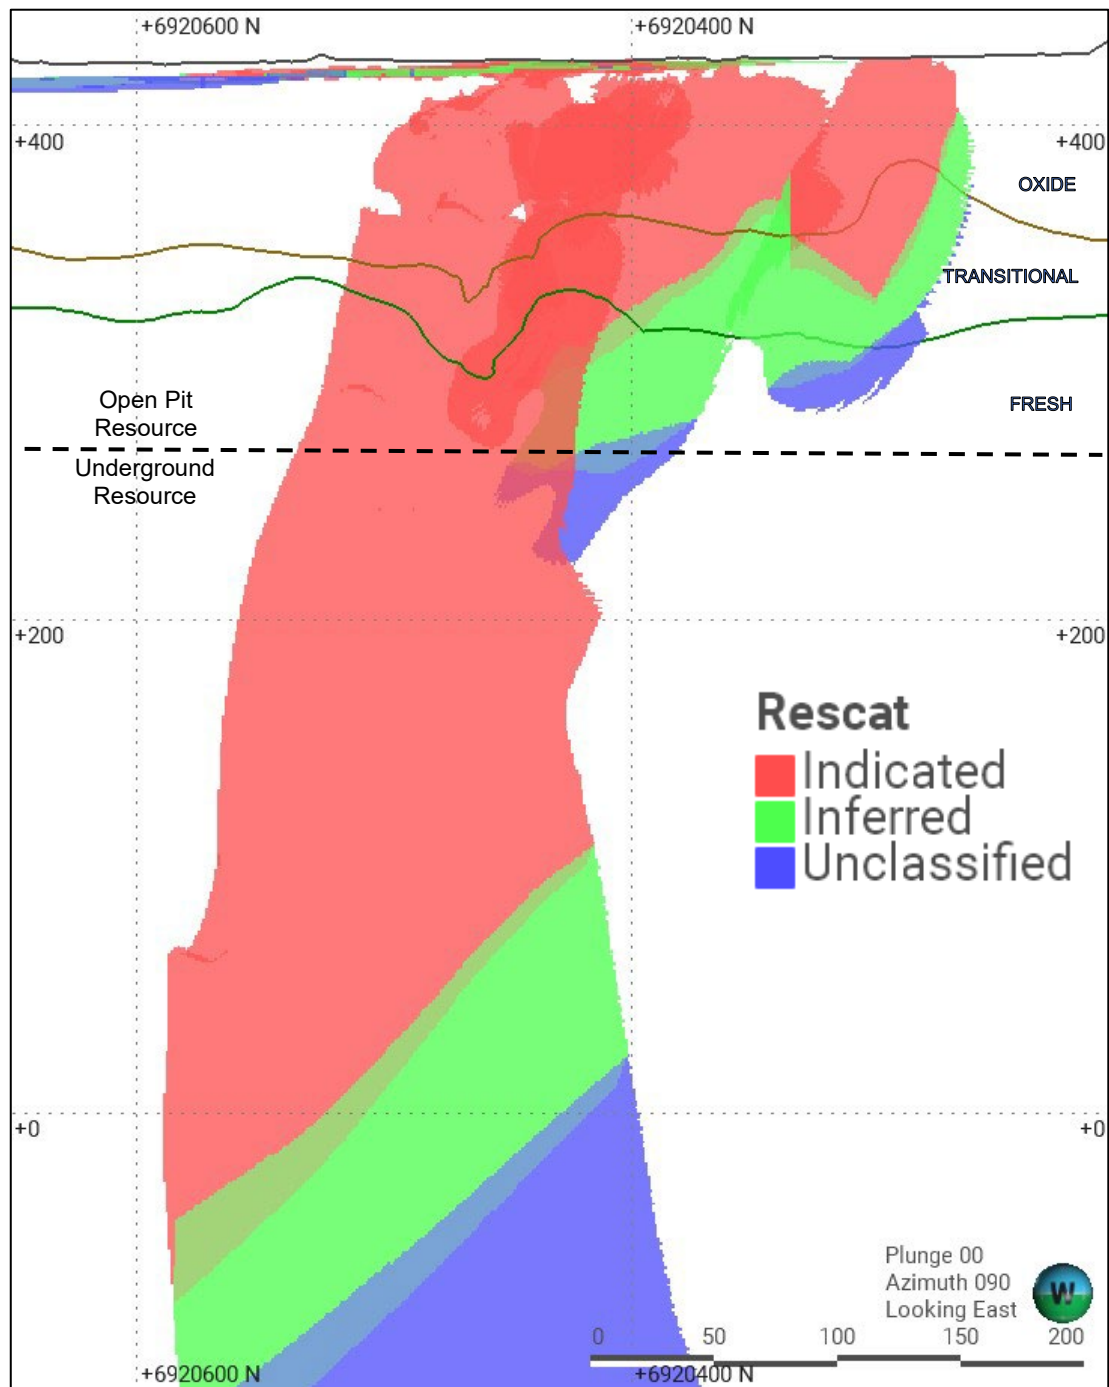 +6920600 N
+6920400 N
+400
+400
OXIDE
TRANSITIONAL
FRESH
Open Pit
Resource
Underground
Resource
+200
+200
Rescat
Indicated
Inferred
Unclassified
+0
+0
Plunge 00
Azimuth 090
Looking East
W
0 50 100 150 200
+6920600 N
+6920400 N